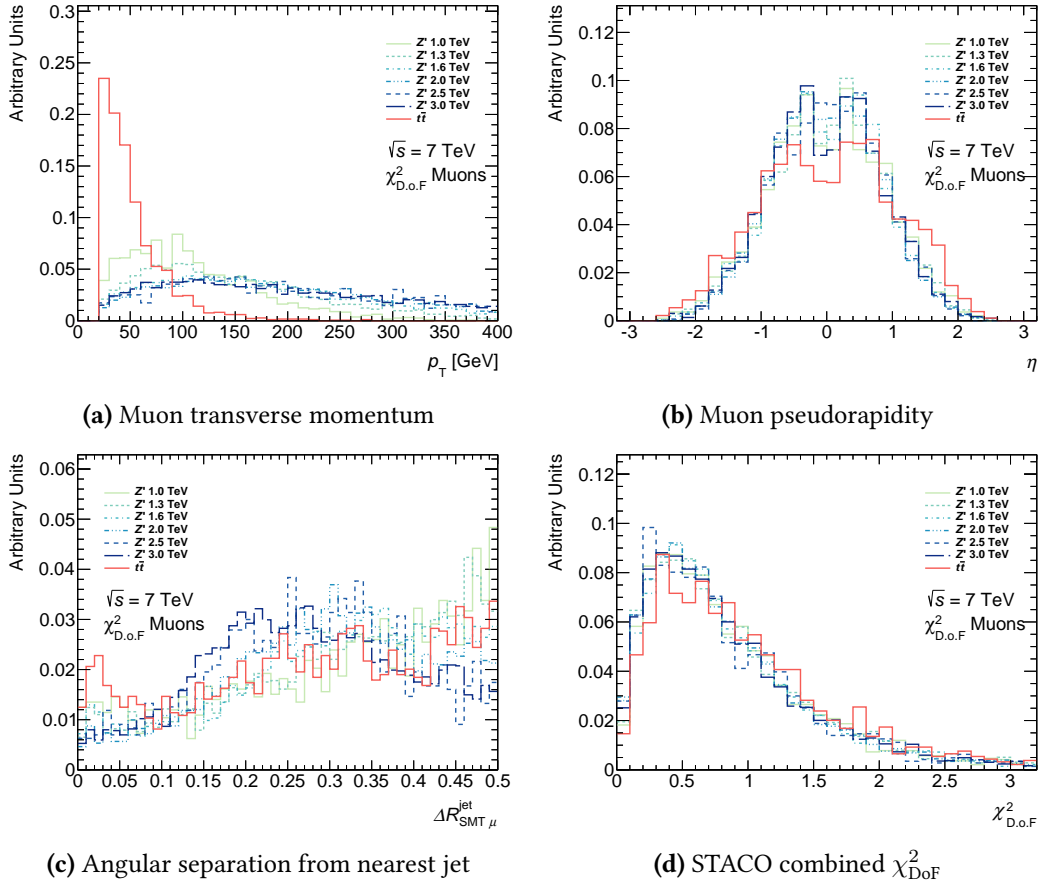 Arbitrary Units
0.3
0.25
0.2
0.15
0.1
0.05
0
Z' 1.0 TeV
Z' 1.3 TeV
Z' 1.6 TeV
Z' 2.0 TeV
Z' 2.5 TeV
Z' 3.0 TeV
tt̄
√s = 7 TeV
χ²D.o.F Muons
0 50 100 150 200 250 300 350 400
pT [GeV]
(a) Muon transverse momentum
Arbitrary Units
0.12
0.1
0.08
0.06
0.04
0.02
0
Z' 1.0 TeV
Z' 1.3 TeV
Z' 1.6 TeV
Z' 2.0 TeV
Z' 2.5 TeV
Z' 3.0 TeV
tt̄
√s = 7 TeV
χ²D.o.F Muons
-3 -2 -1 0 1 2 3
η
(b) Muon pseudorapidity
Arbitrary Units
0.06
0.05
0.04
0.03
0.02
0.01
0
Z' 1.0 TeV
Z' 1.3 TeV
Z' 1.6 TeV
Z' 2.0 TeV
Z' 2.5 TeV
Z' 3.0 TeV
tt̄
√s = 7 TeV
χ²D.o.F Muons
0 0.05 0.1 0.15 0.2 0.25 0.3 0.35 0.4 0.45 0.5
ΔR jet SMT μ
(c) Angular separation from nearest jet
Arbitrary Units
0.12
0.1
0.08
0.06
0.04
0.02
0
Z' 1.0 TeV
Z' 1.3 TeV
Z' 1.6 TeV
Z' 2.0 TeV
Z' 2.5 TeV
Z' 3.0 TeV
tt̄
√s = 7 TeV
χ²D.o.F Muons
0 0.5 1 1.5 2 2.5 3
χ²D.o.F
(d) STACO combined χ²DoF